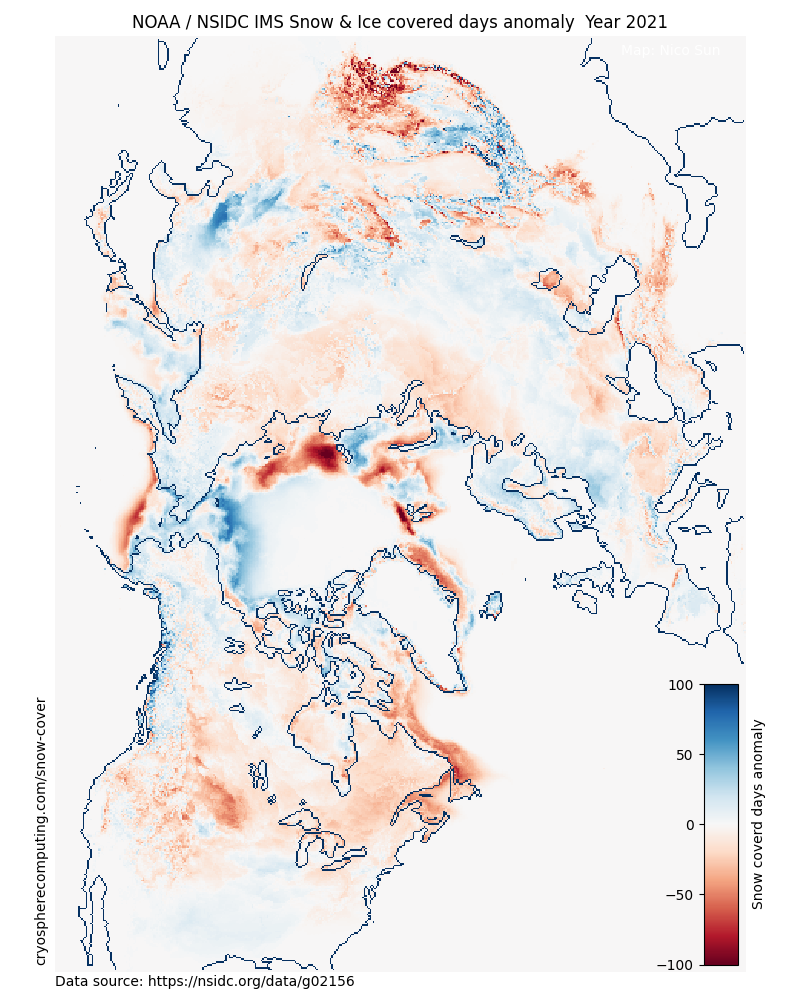 NOAA / NSIDC IMS Snow & Ice covered days anomaly  Year 2021
Map: Nico Sun
100
50
0
−50
−100
Snow coverd days anomaly
cryospherecomputing.com/snow-cover
Data source: https://nsidc.org/data/g02156